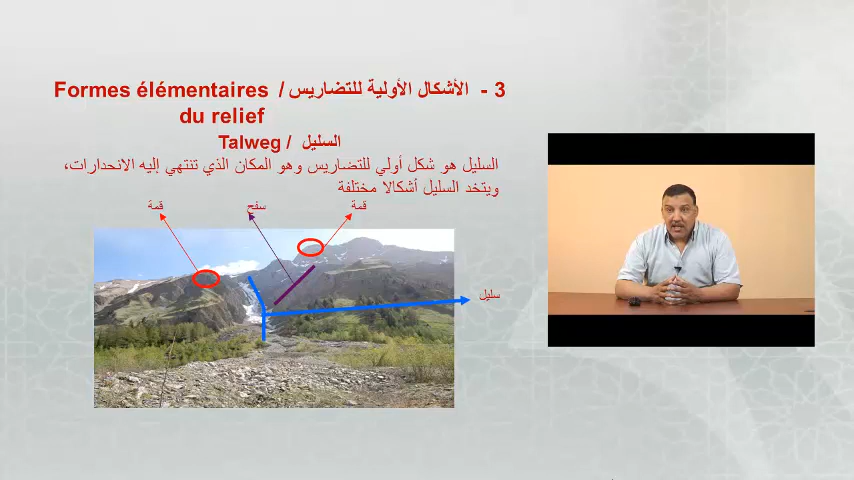 3 - الأشكال الأولية للتضاريس / Formes élémentaires
du relief
السليل / Talweg
السليل هو شكل أولي للتضاريس وهو المكان الذي تنتهي إليه الانحدارات،
ويتخد السليل أشكالا مختلفة
قمة
سفح
قمة
سليل